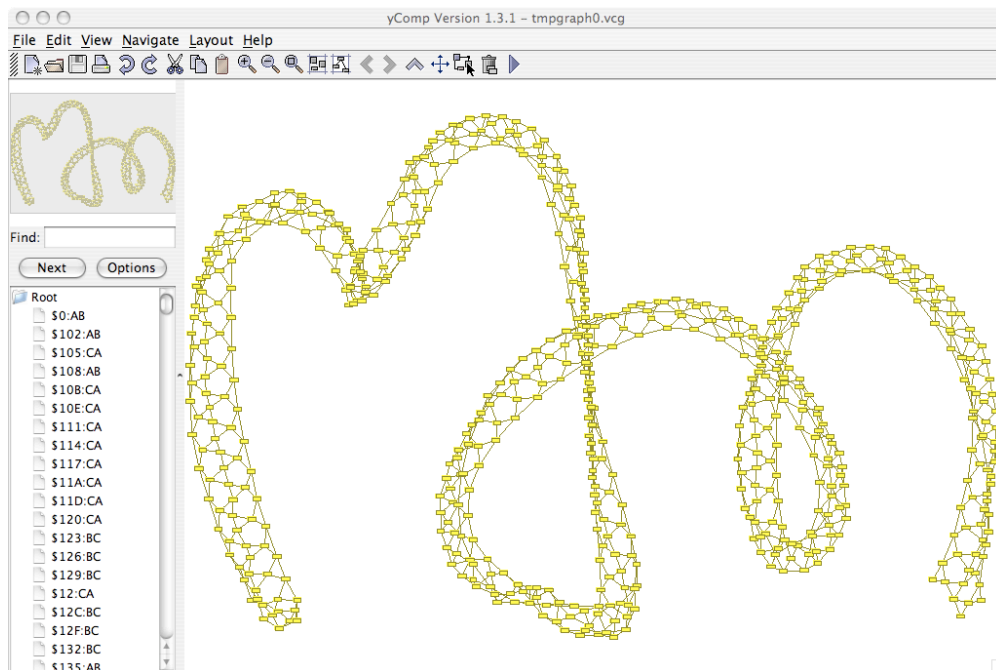 yComp Version 1.3.1 – tmpgraph0.vcg
File Edit View Navigate Layout Help
Find:
Next Options
Root
$0:AB
$102:AB
$105:CA
$108:AB
$10B:CA
$10E:CA
$111:CA
$114:CA
$117:CA
$11A:CA
$11D:CA
$120:CA
$123:BC
$126:BC
$129:BC
$12:CA
$12C:BC
$12F:BC
$132:BC
$135:AB